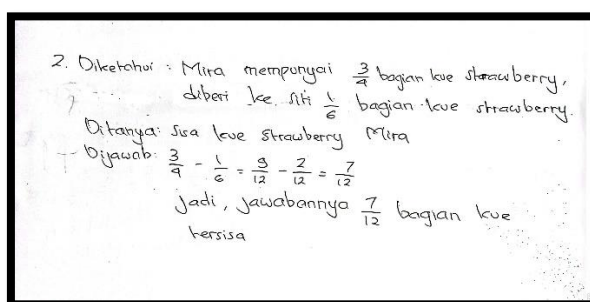 2. Diketahui : Mira mempunyai 3/4 bagian kue strawberry,
diberi ke siti 1/6 bagian kue strawberry.
Ditanya: Sisa kue strawberry Mira
Dijawab: 3/4 - 1/6 = 9/12 - 2/12 = 7/12
jadi, jawabannya 7/12 bagian kue
tersisa